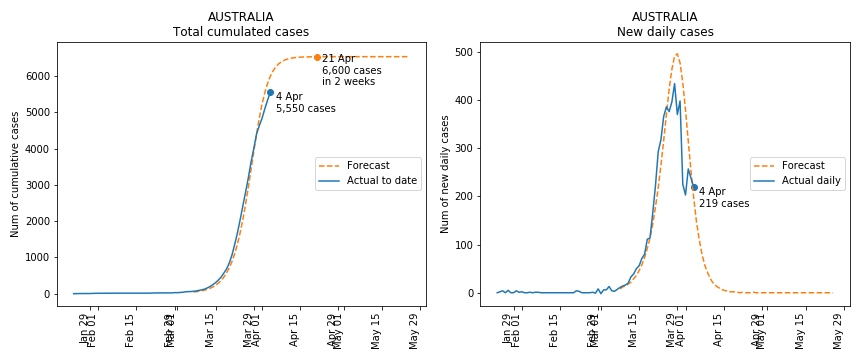 AUSTRALIA
Total cumulated cases
Num of cumulative cases
6000
5000
4000
3000
2000
1000
0
21 Apr
6,600 cases
in 2 weeks
4 Apr
5,550 cases
Forecast
Actual to date
Jan 29
Feb 01
Feb 15
Feb 29
Mar 01
Mar 15
Mar 29
Apr 01
Apr 15
Apr 29
May 01
May 15
May 29
AUSTRALIA
New daily cases
Num of new daily cases
500
400
300
200
100
0
4 Apr
219 cases
Forecast
Actual daily
Jan 29
Feb 01
Feb 15
Feb 29
Mar 01
Mar 15
Mar 29
Apr 01
Apr 15
Apr 29
May 01
May 15
May 29